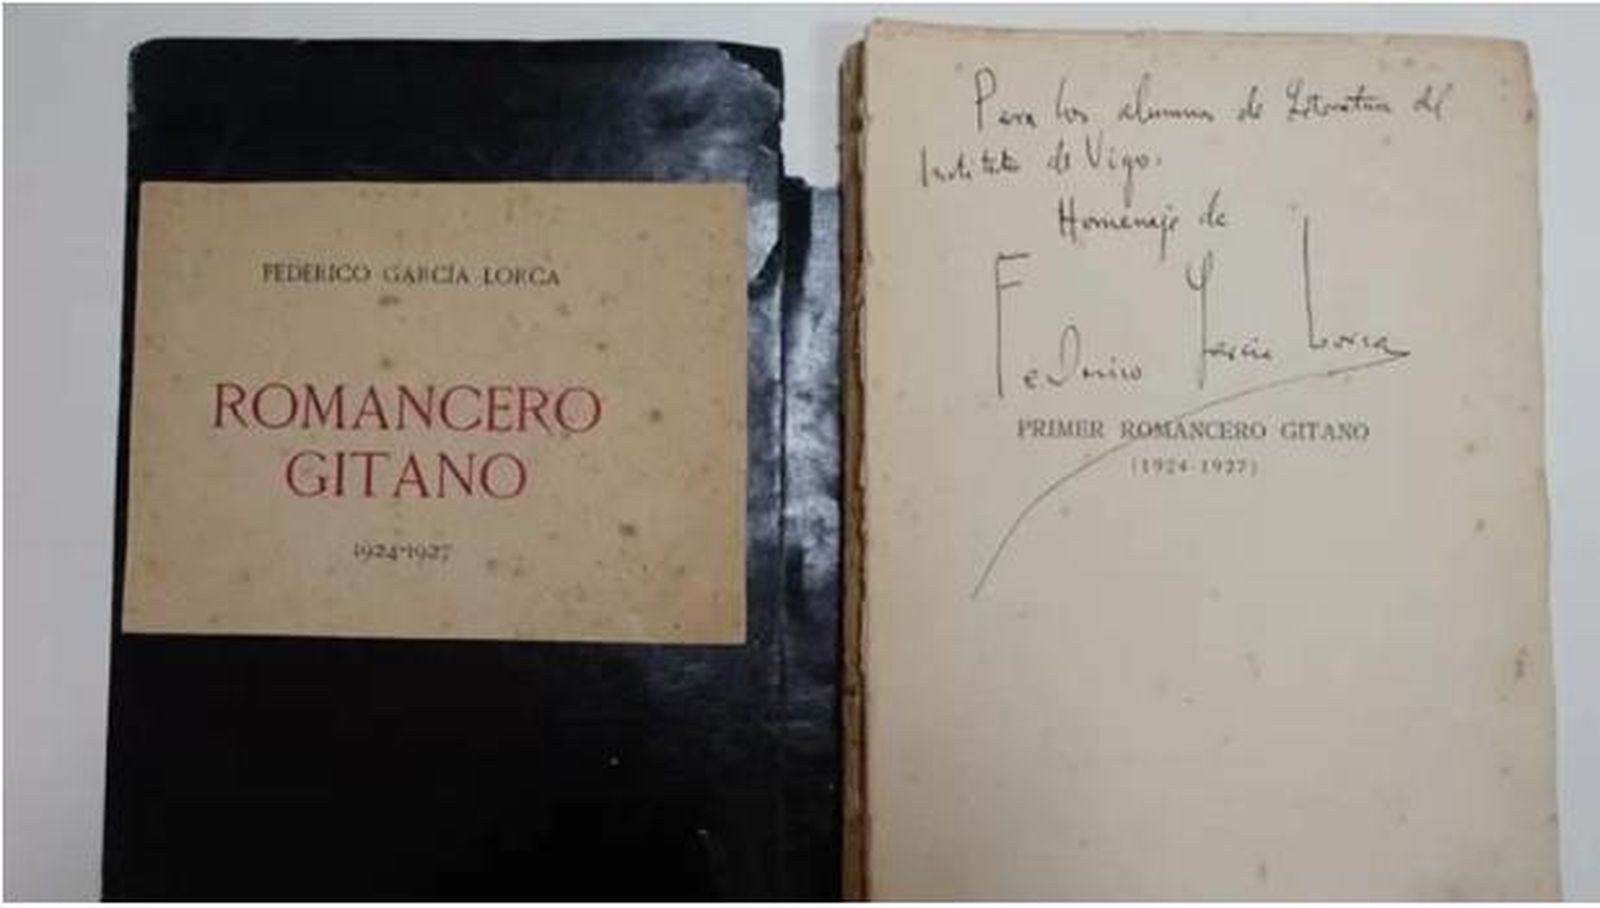 FEDERICO GARCÍA LORCA
ROMANCERO
GITANO
1924-1927
Para los alumnos de Literatura del
Instituto de Vigo.
Homenaje de
Federico García Lorca
PRIMER ROMANCERO GITANO
(1924-1927)